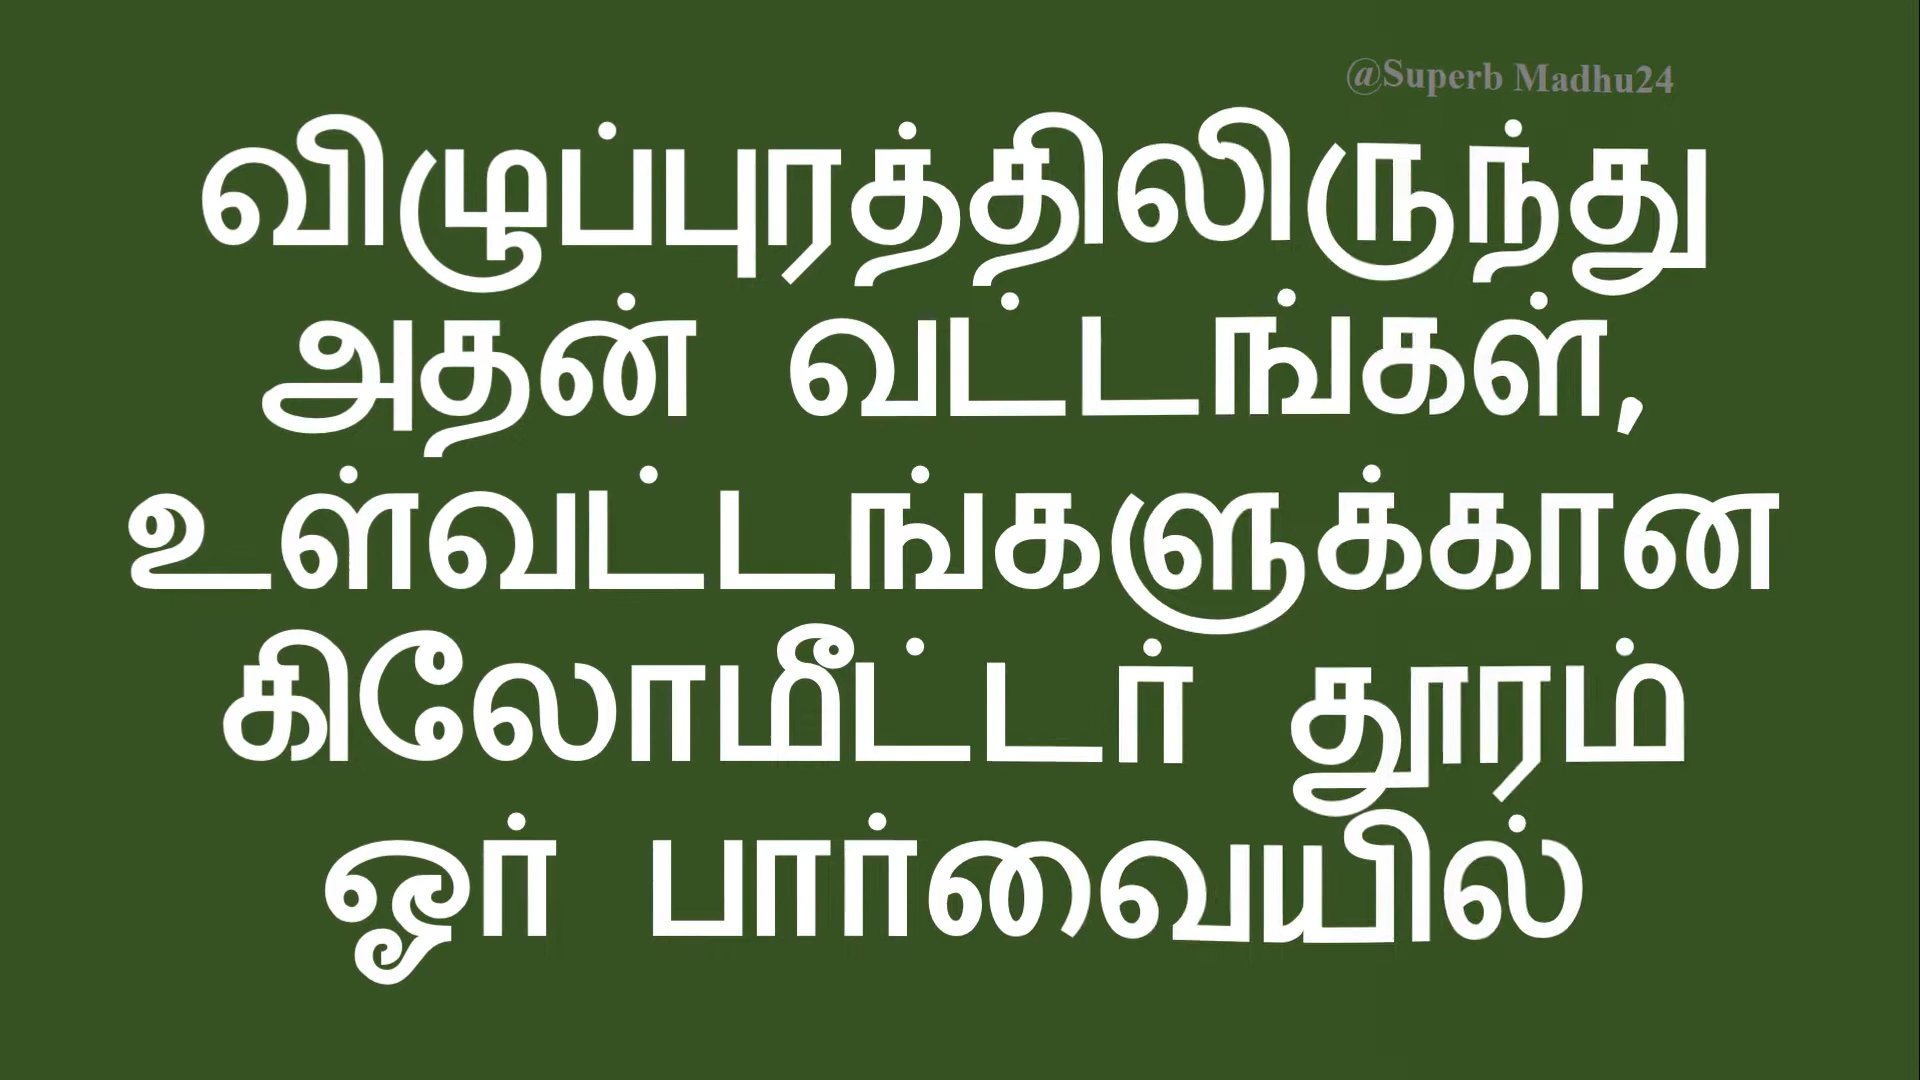 @Superb Madhu24
விழுப்புரத்திலிருந்து
அதன் வட்டங்கள்,
உள்வட்டங்களுக்கான
கிலோமீட்டர் தூரம்
ஓர் பார்வையில்